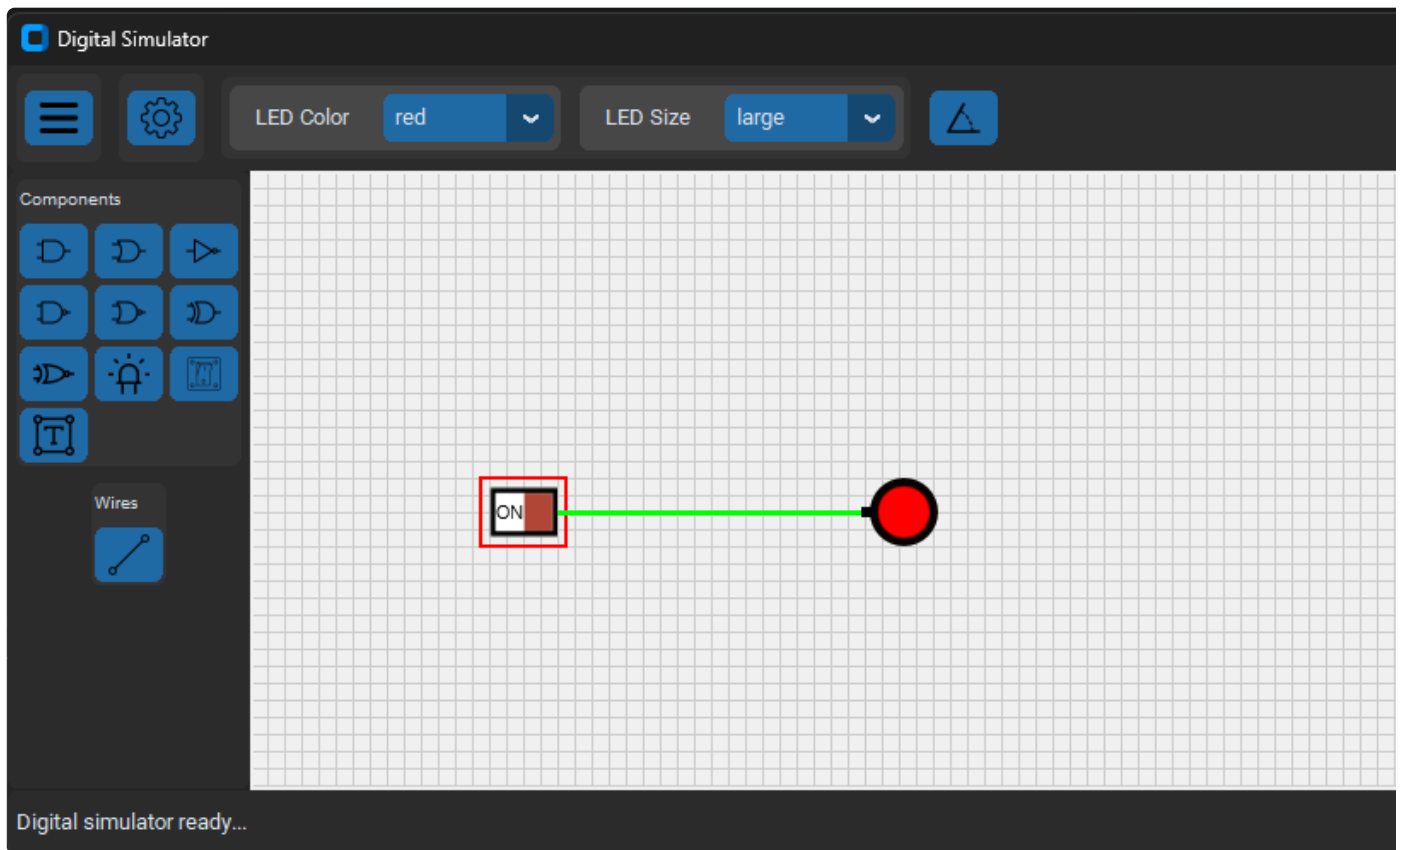 Digital Simulator
LED Color red LED Size large
Components
T
ON
Wires
Digital simulator ready...